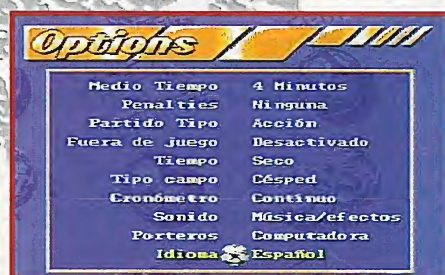 Options
Medio Tiempo 4 Minutos
Penalties Ninguna
Partido Tipo Acción
Fuera de juego Desactivado
Tiempo Seco
Tipo campo Césped
Cronómetro Contínuo
Sonido Música/efectos
Porteros Computadora
Idioma Español